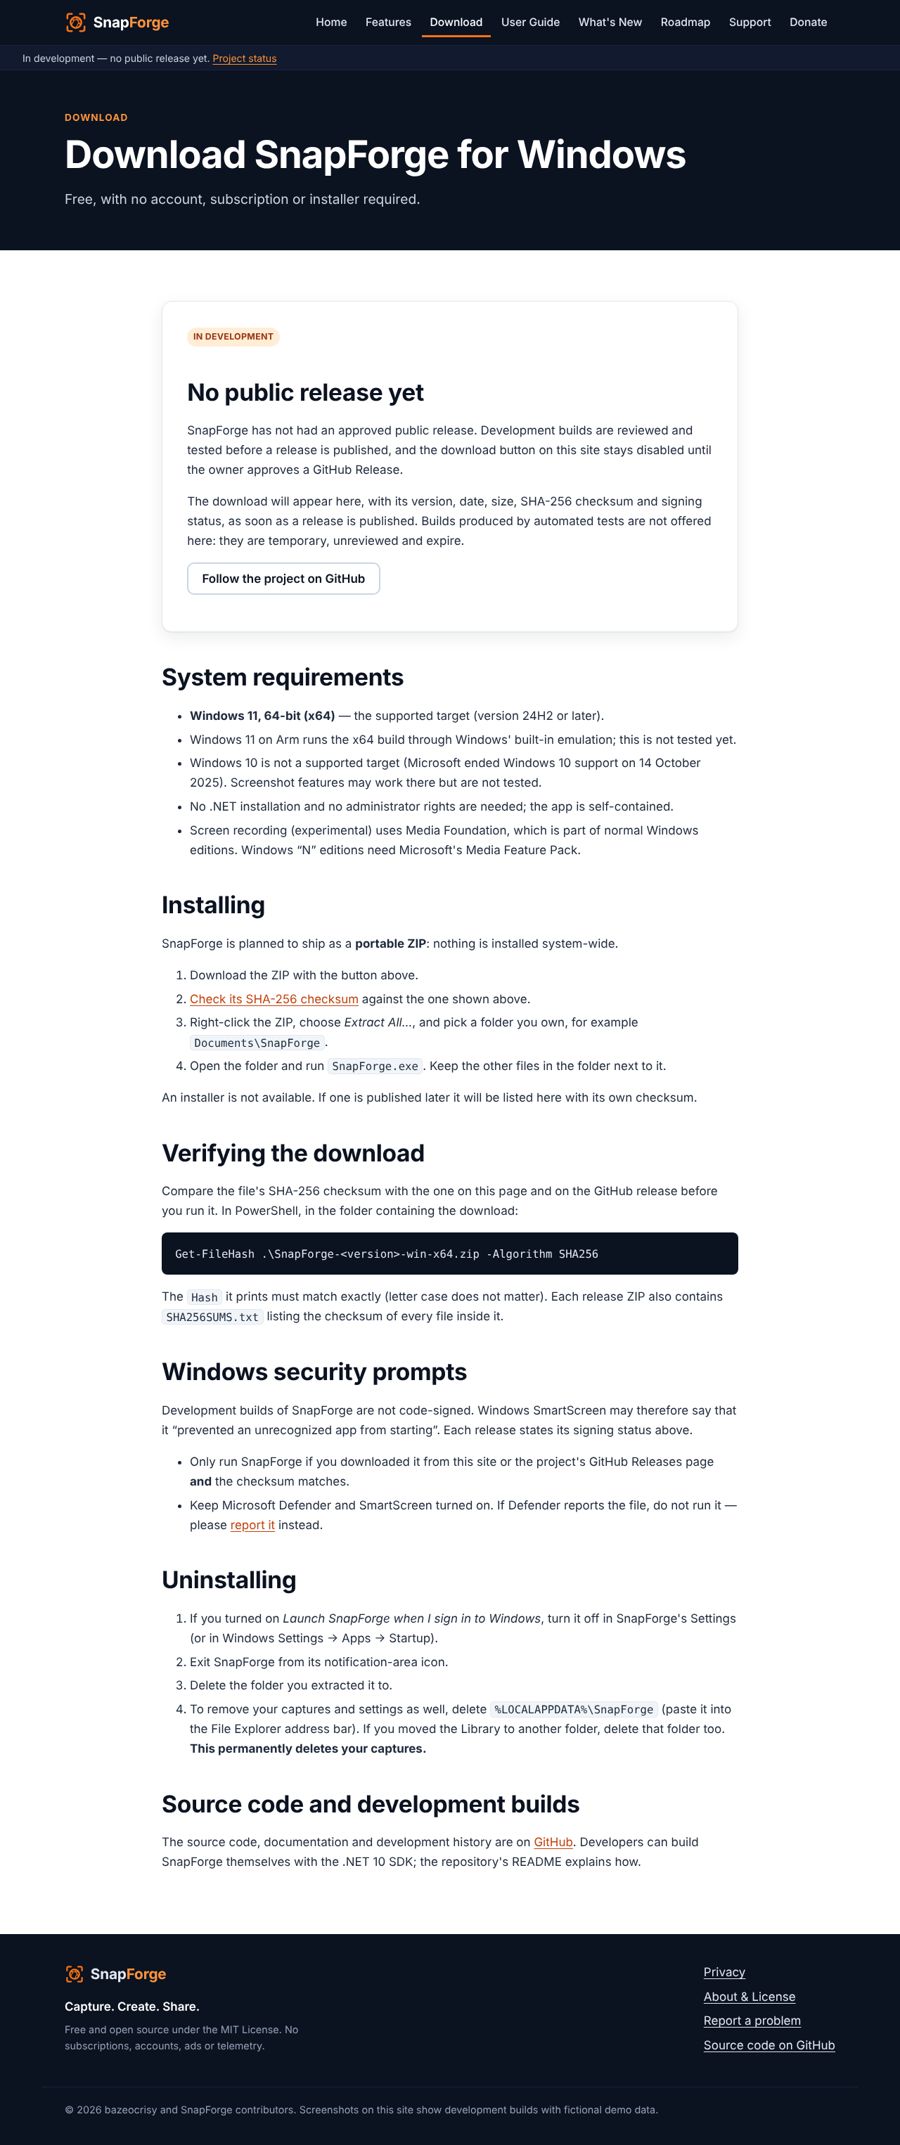 SnapForge
Home Features Download User Guide What's New Roadmap Support Donate
In development — no public release yet. Project status
DOWNLOAD
Download SnapForge for Windows
Free, with no account, subscription or installer required.
IN DEVELOPMENT
No public release yet
SnapForge has not had an approved public release. Development builds are reviewed and
tested before a release is published, and the download button on this site stays disabled until
the owner approves a GitHub Release.
The download will appear here, with its version, date, size, SHA-256 checksum and signing
status, as soon as a release is published. Builds produced by automated tests are not offered
here: they are temporary, unreviewed and expire.
Follow the project on GitHub
System requirements
• Windows 11, 64-bit (x64) — the supported target (version 24H2 or later).
• Windows 11 on Arm runs the x64 build through Windows' built-in emulation; this is not tested yet.
• Windows 10 is not a supported target (Microsoft ended Windows 10 support on 14 October
2025). Screenshot features may work there but are not tested.
• No .NET installation and no administrator rights are needed; the app is self-contained.
• Screen recording (experimental) uses Media Foundation, which is part of normal Windows
editions. Windows “N” editions need Microsoft's Media Feature Pack.
Installing
SnapForge is planned to ship as a portable ZIP: nothing is installed system-wide.
1. Download the ZIP with the button above.
2. Check its SHA-256 checksum against the one shown above.
3. Right-click the ZIP, choose Extract All…, and pick a folder you own, for example
Documents\SnapForge.
4. Open the folder and run SnapForge.exe. Keep the other files in the folder next to it.
An installer is not available. If one is published later it will be listed here with its own checksum.
Verifying the download
Compare the file's SHA-256 checksum with the one on this page and on the GitHub release before
you run it. In PowerShell, in the folder containing the download:
Get-FileHash .\SnapForge-<version>-win-x64.zip -Algorithm SHA256
The Hash it prints must match exactly (letter case does not matter). Each release ZIP also contains
SHA256SUMS.txt listing the checksum of every file inside it.
Windows security prompts
Development builds of SnapForge are not code-signed. Windows SmartScreen may therefore say that
it “prevented an unrecognized app from starting”. Each release states its signing status above.
• Only run SnapForge if you downloaded it from this site or the project's GitHub Releases page
and the checksum matches.
• Keep Microsoft Defender and SmartScreen turned on. If Defender reports the file, do not run it —
please report it instead.
Uninstalling
1. If you turned on Launch SnapForge when I sign in to Windows, turn it off in SnapForge's Settings
(or in Windows Settings → Apps → Startup).
2. Exit SnapForge from its notification-area icon.
3. Delete the folder you extracted it to.
4. To remove your captures and settings as well, delete %LOCALAPPDATA%\SnapForge (paste it into
the File Explorer address bar). If you moved the Library to another folder, delete that folder too.
This permanently deletes your captures.
Source code and development builds
The source code, documentation and development history are on GitHub. Developers can build
SnapForge themselves with the .NET 10 SDK; the repository's README explains how.
SnapForge
Capture. Create. Share.
Free and open source under the MIT License. No
subscriptions, accounts, ads or telemetry.
Privacy
About & License
Report a problem
Source code on GitHub
© 2026 bazeocrisy and SnapForge contributors. Screenshots on this site show development builds with fictional demo data.